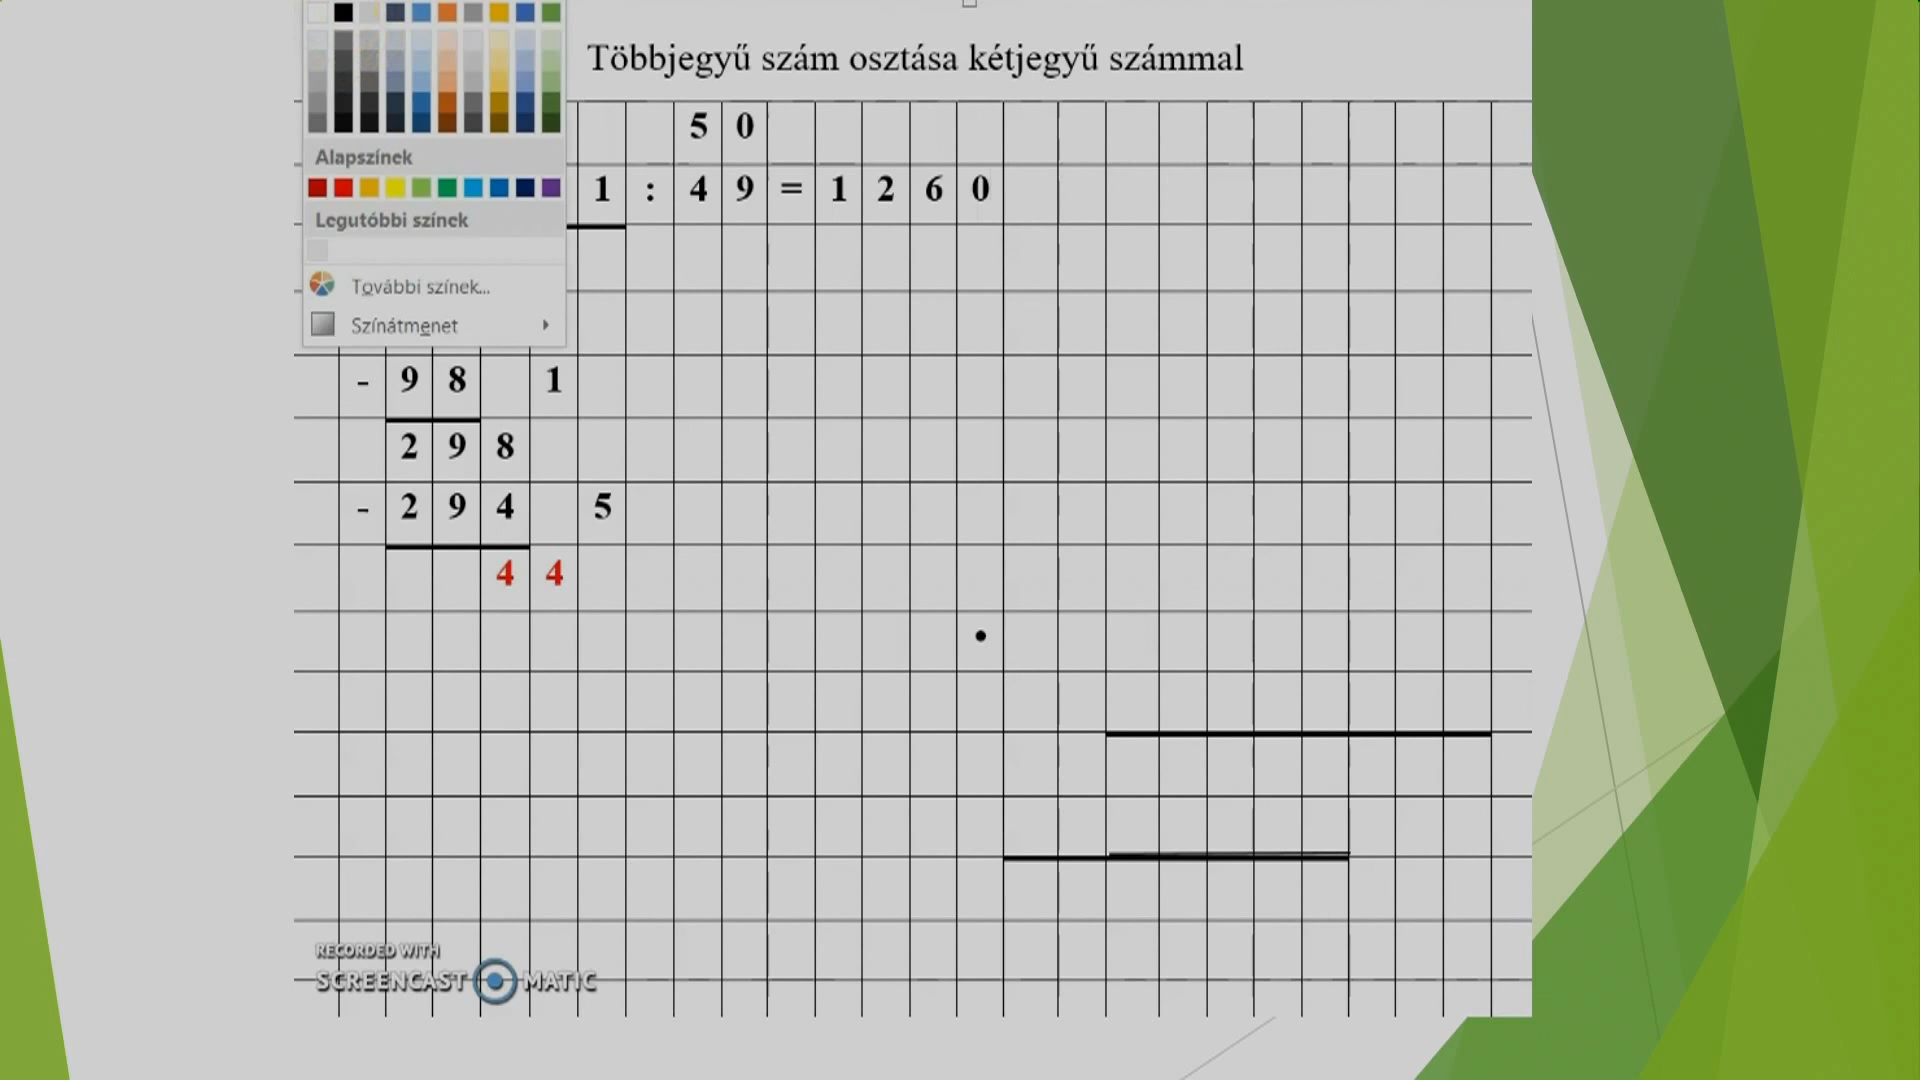 Többjegyű szám osztása kétjegyű számmal
5 0
1 : 4 9 = 1 2 6 0
Alapszínek
Legutóbbi színek
További színek...
Színátmenet
- 9 8 1
2 9 8
- 2 9 4 5
4 4
RECORDED WITH
SCREENCAST MATIC